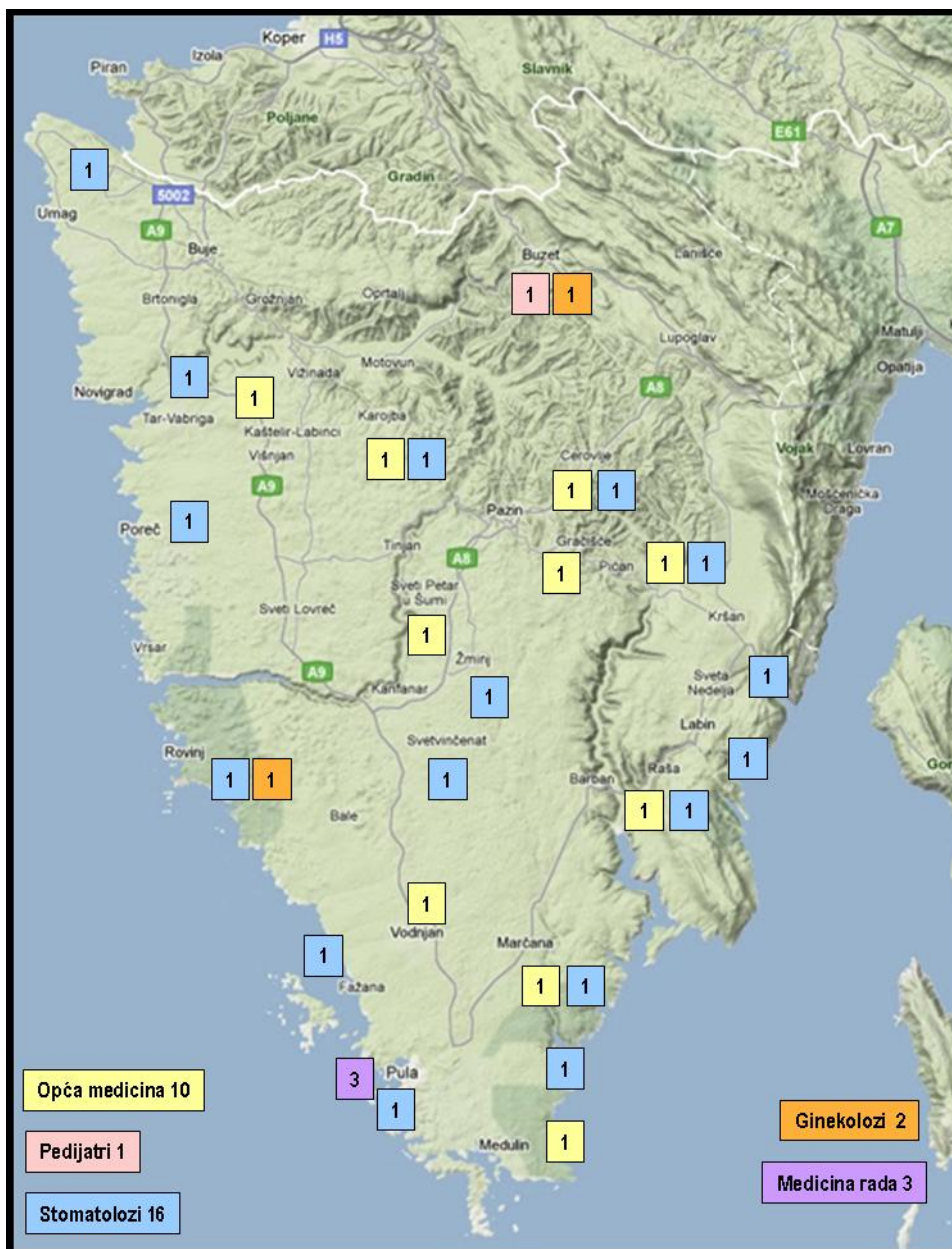 Koper
H5
Izola
Piran
Slavnik
Poljane
E61
1
Gradin
5002
Umag
A9
A7
Buje
Buzet
Lanišće
Brtonigla
Grožnjan
Oprtalj
1
1
Matulji
Lupoglav
Motovun
Opatija
Vižinada
1
A8
Novigrad
1
Tar-Vabriga
Karojba
Kaštelir-Labinci
Višnjan
1
1
Cerovlje
Vojak
Lovran
A9
1
1
Mošćenička
Draga
Poreč
1
Pazin
Tinjan
Gračišće
A8
1
Pićan
1
1
Sveti Petar
u Šumi
Sveti Lovreč
Kršan
1
Vrsar
Žminj
A9
Kanfanar
1
Sveta
Nedelja
1
Labin
Svetvinčenat
Rovinj
1
1
1
Barban
Raša
1
Bale
1
1
1
Vodnjan
Marčana
1
Fažana
1
1
3
Pula
1
1
Opća medicina 10
Medulin
1
Ginekolozi 2
Pedijatri 1
Medicina rada 3
Stomatolozi 16